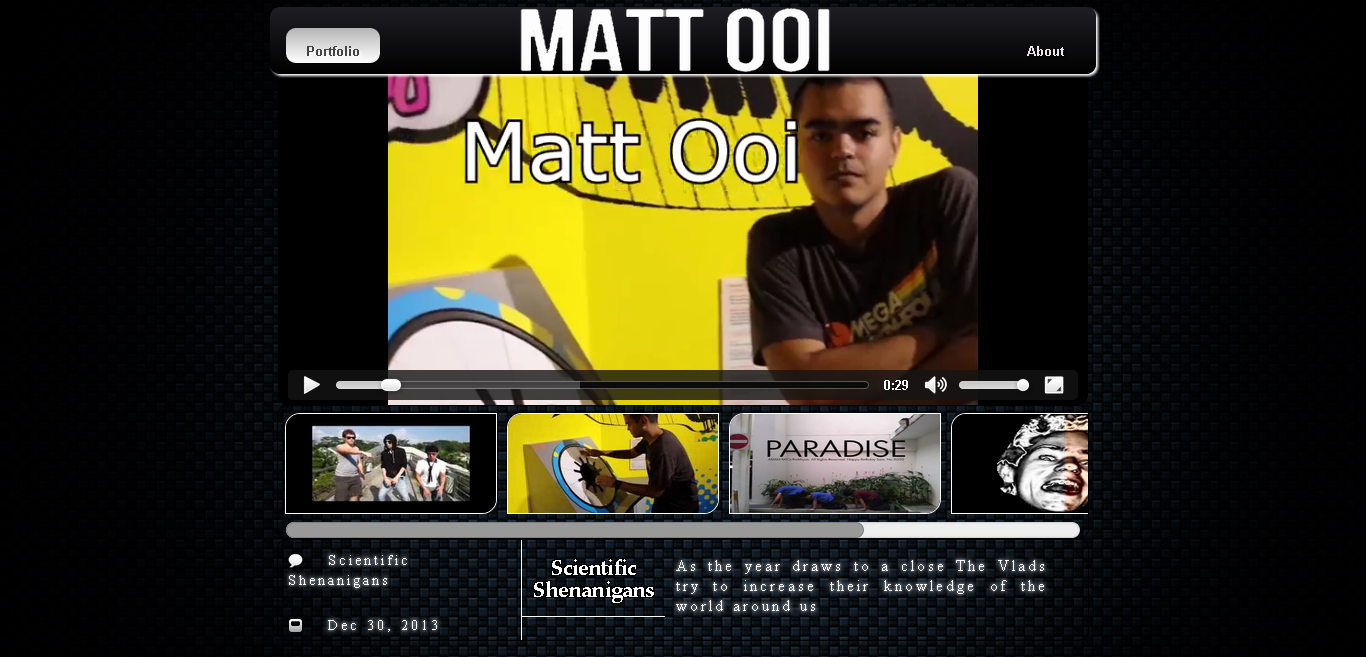 Portfolio
MATT OOI
About
Matt Ooi
OMEGA
0:29
PARADISE
Scientific
Shenanigans
Dec 30, 2013
Scientific
Shenanigans
As the year draws to a close The Vlads
try to increase their knowledge of the
world around us